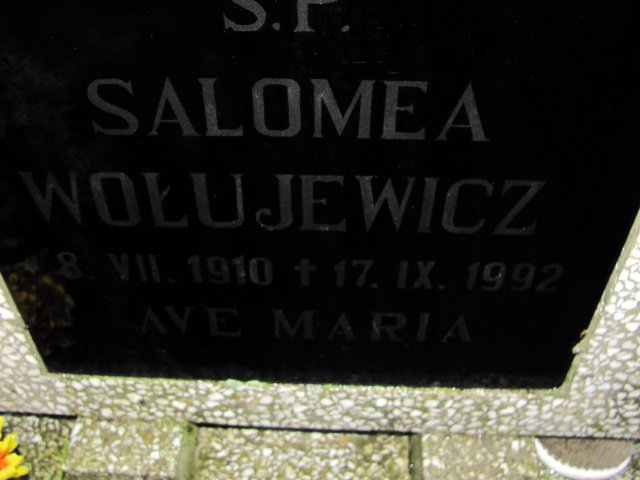 Ś.P.
SALOMEA
WOŁUJEWICZ
* 8. VII. 1910 ✝ 17. IX. 1992
AVE MARIA